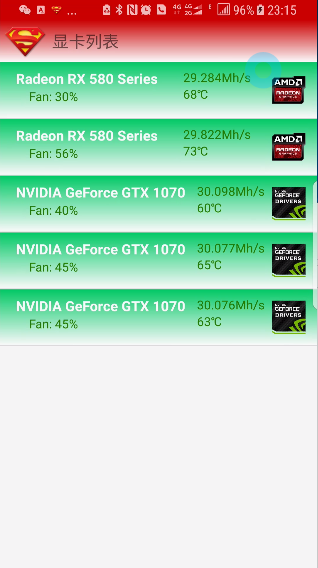 96% 23:15
显卡列表
Radeon RX 580 Series 29.284Mh/s
Fan: 30% 68℃
AMD
RADEON
Radeon RX 580 Series 29.822Mh/s
Fan: 56% 73℃
AMD
RADEON
NVIDIA GeForce GTX 1070 30.098Mh/s
Fan: 40% 60℃
GEFORCE
DRIVERS
NVIDIA GeForce GTX 1070 30.077Mh/s
Fan: 45% 65℃
GEFORCE
DRIVERS
NVIDIA GeForce GTX 1070 30.076Mh/s
Fan: 45% 63℃
GEFORCE
DRIVERS